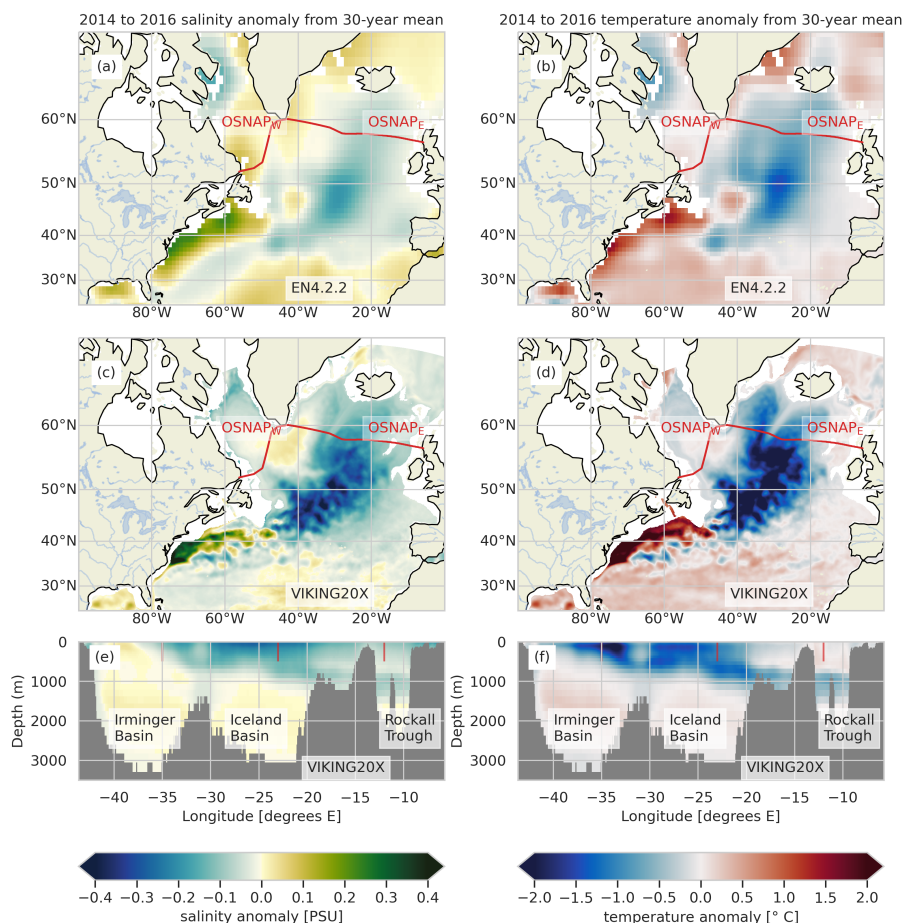 2014 to 2016 salinity anomaly from 30-year mean
2014 to 2016 temperature anomaly from 30-year mean
(a)
60°N
50°N
40°N
30°N
OSNAPW
OSNAPE
EN4.2.2
80°W 60°W 40°W 20°W
(b)
60°N
50°N
40°N
30°N
OSNAPW
OSNAPE
EN4.2.2
80°W 60°W 40°W 20°W
(c)
60°N
50°N
40°N
30°N
OSNAPW
OSNAPE
VIKING20X
80°W 60°W 40°W 20°W
(d)
60°N
50°N
40°N
30°N
OSNAPW
OSNAPE
VIKING20X
80°W 60°W 40°W 20°W
(e)
Depth (m)
0
1000
2000
3000
Irminger
Basin
Iceland
Basin
Rockall
Trough
VIKING20X
−40 −35 −30 −25 −20 −15 −10
Longitude [degrees E]
(f)
Depth (m)
0
1000
2000
3000
Irminger
Basin
Iceland
Basin
Rockall
Trough
VIKING20X
−40 −35 −30 −25 −20 −15 −10
Longitude [degrees E]
−0.4 −0.3 −0.2 −0.1 0.0 0.1 0.2 0.3 0.4
salinity anomaly [PSU]
−2.0 −1.5 −1.0 −0.5 0.0 0.5 1.0 1.5 2.0
temperature anomaly [° C]